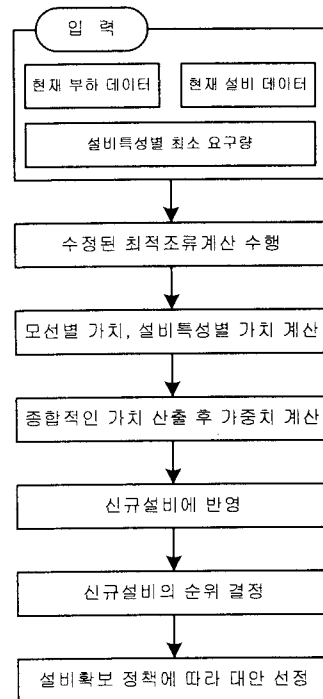 입 력
현재 부하 데이터
현재 설비 데이터
설비특성별 최소 요구량
수정된 최적조류계산 수행
모선별 가치, 설비특성별 가치 계산
종합적인 가치 산출 후 가중치 계산
신규설비에 반영
신규설비의 순위 결정
설비확보 정책에 따라 대안 선정